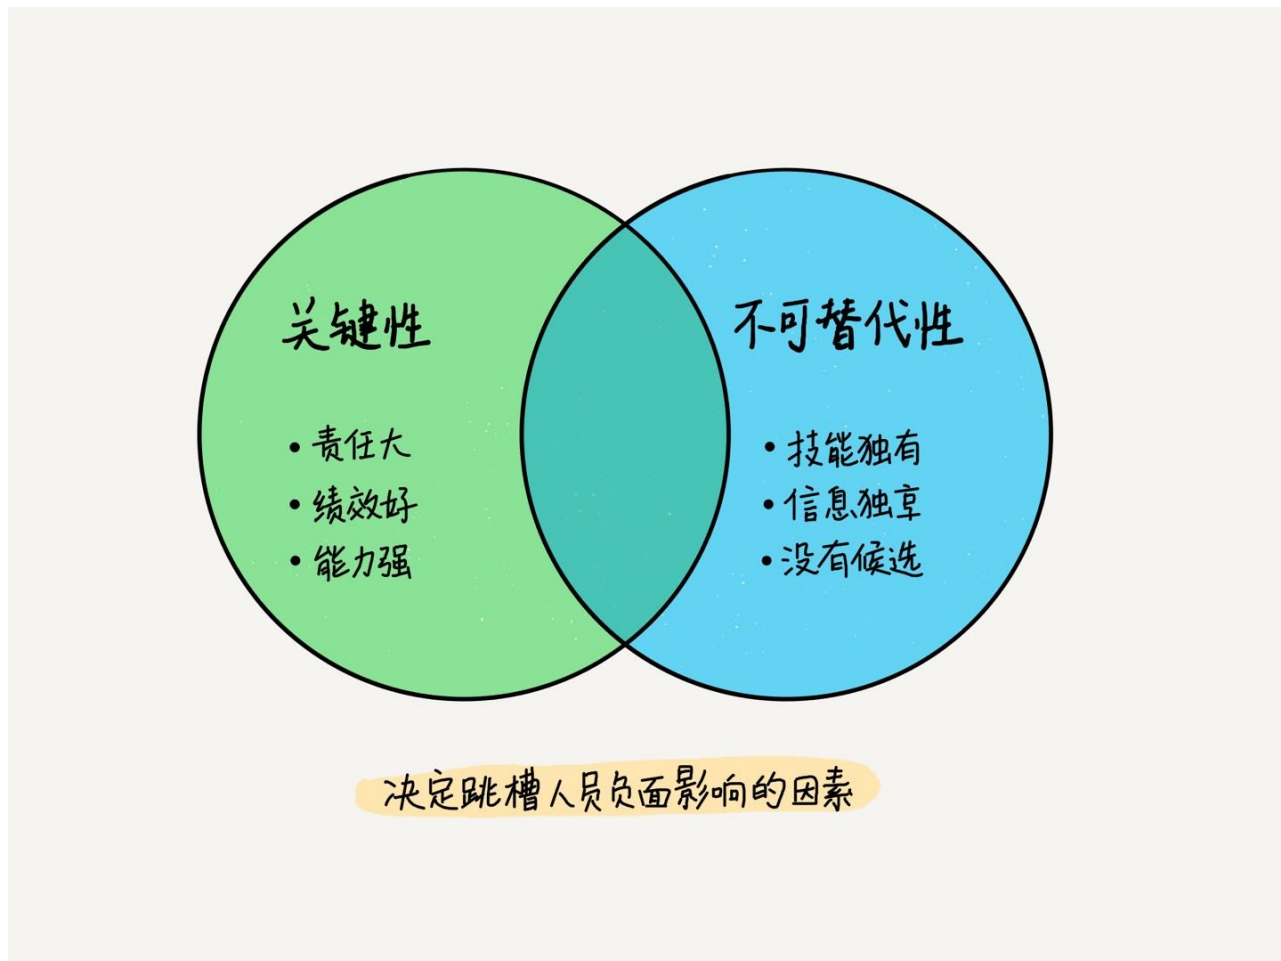 关键性
• 责任大
• 绩效好
• 能力强
不可替代性
• 技能独有
• 信息独享
• 没有候选
决定跳槽人员负面影响的因素